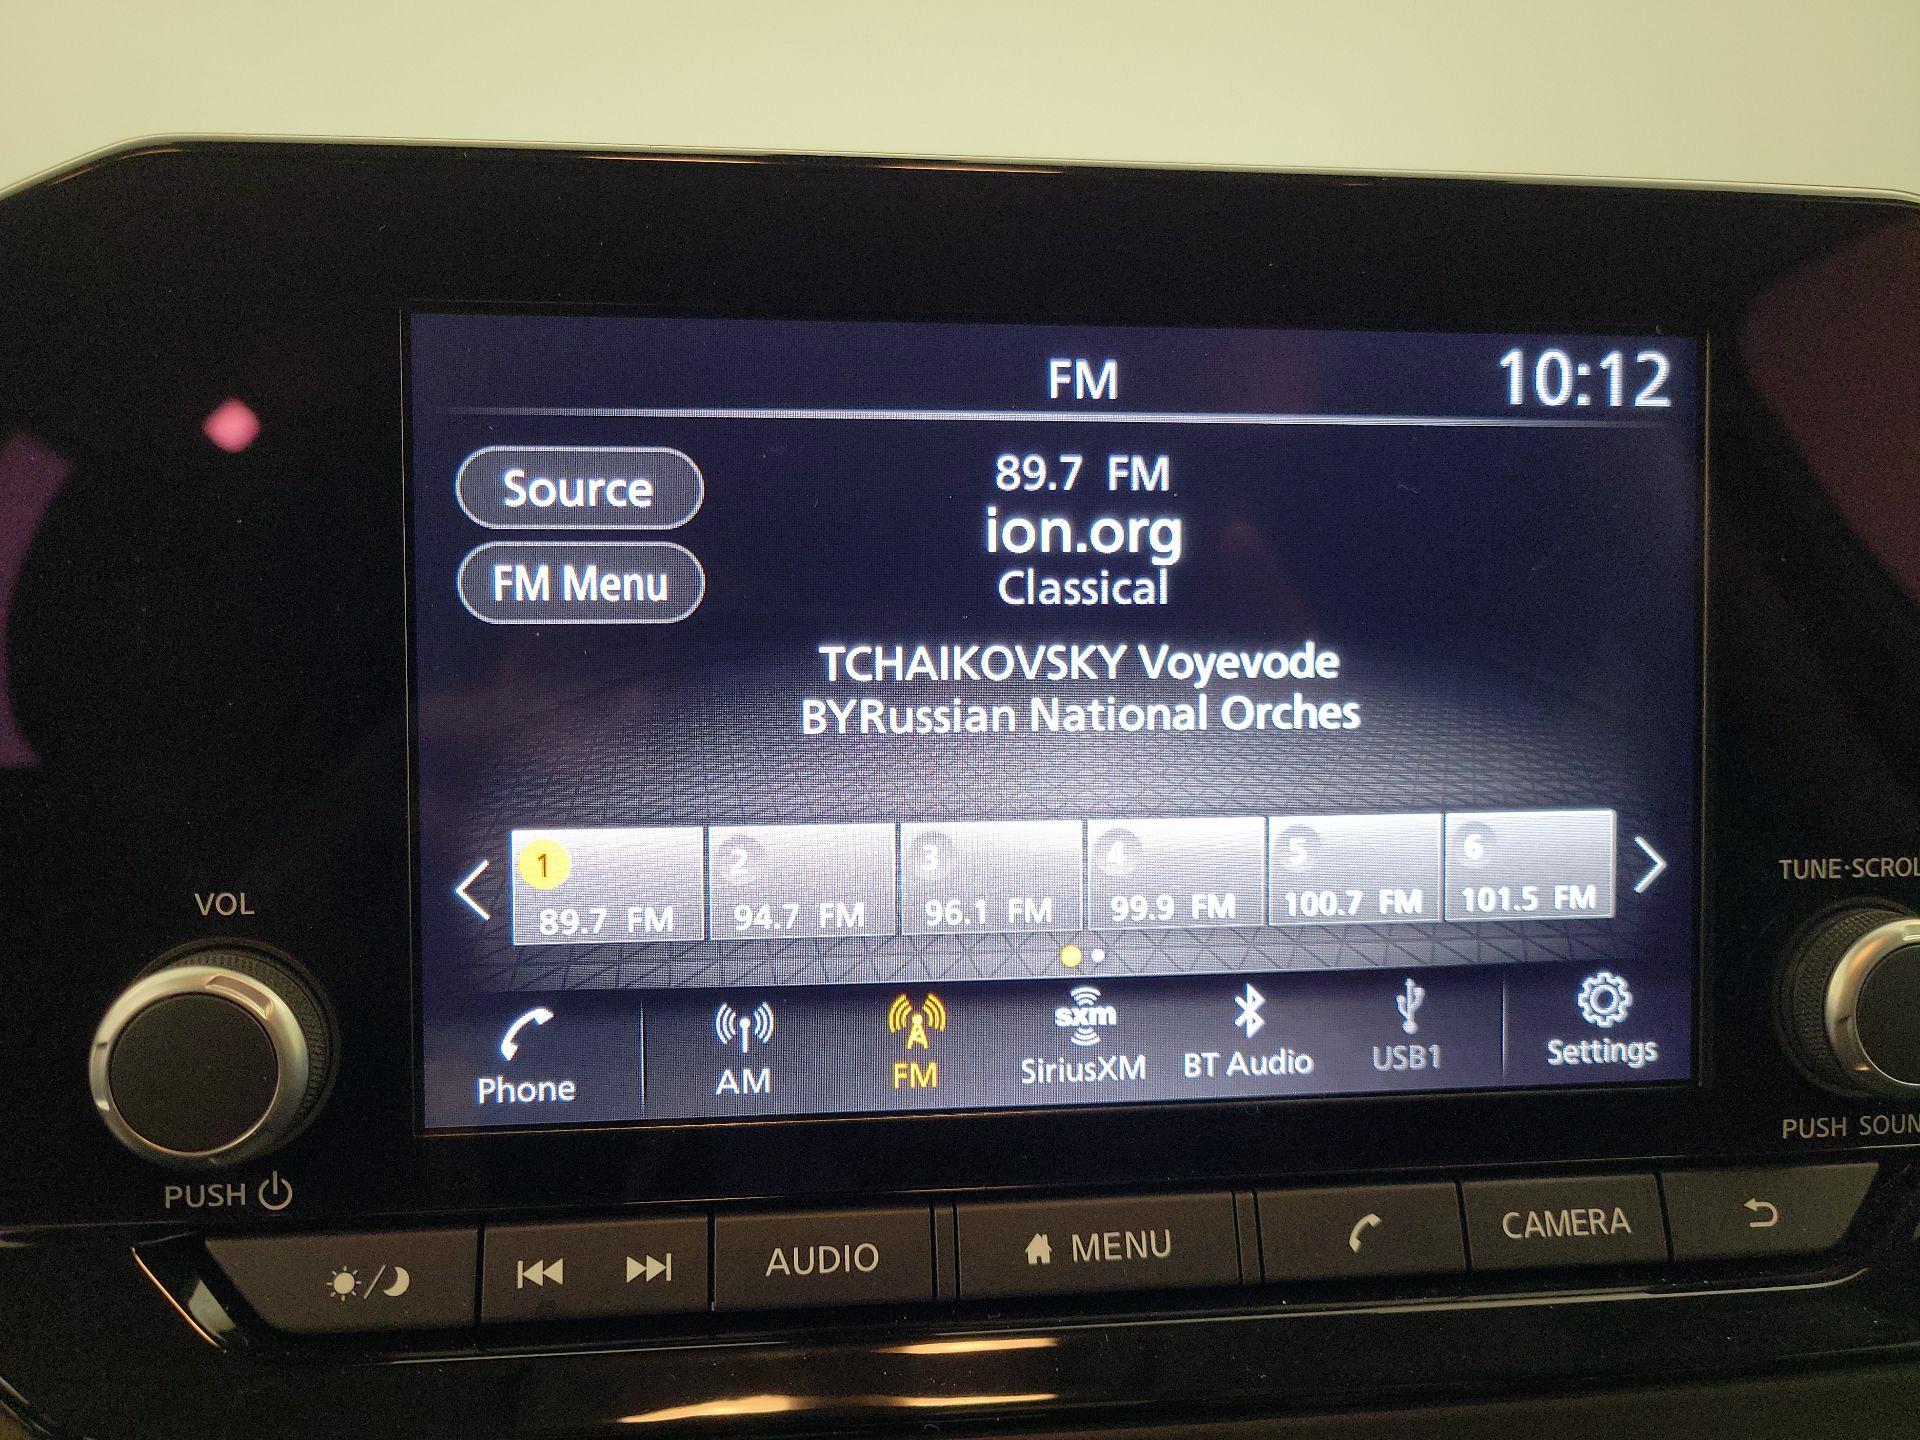 FM
10:12
Source
89.7 FM
ion.org
FM Menu
Classical
TCHAIKOVSKY Voyevode
BYRussian National Orches
1
2
3
4
5
6
89.7 FM
94.7 FM
96.1 FM
99.9 FM
100.7 FM
101.5 FM
sxm
Phone
AM
FM
SiriusXM
BT Audio
USB1
Settings
VOL
PUSH
TUNE·SCROL
PUSH SOUN
AUDIO
MENU
CAMERA